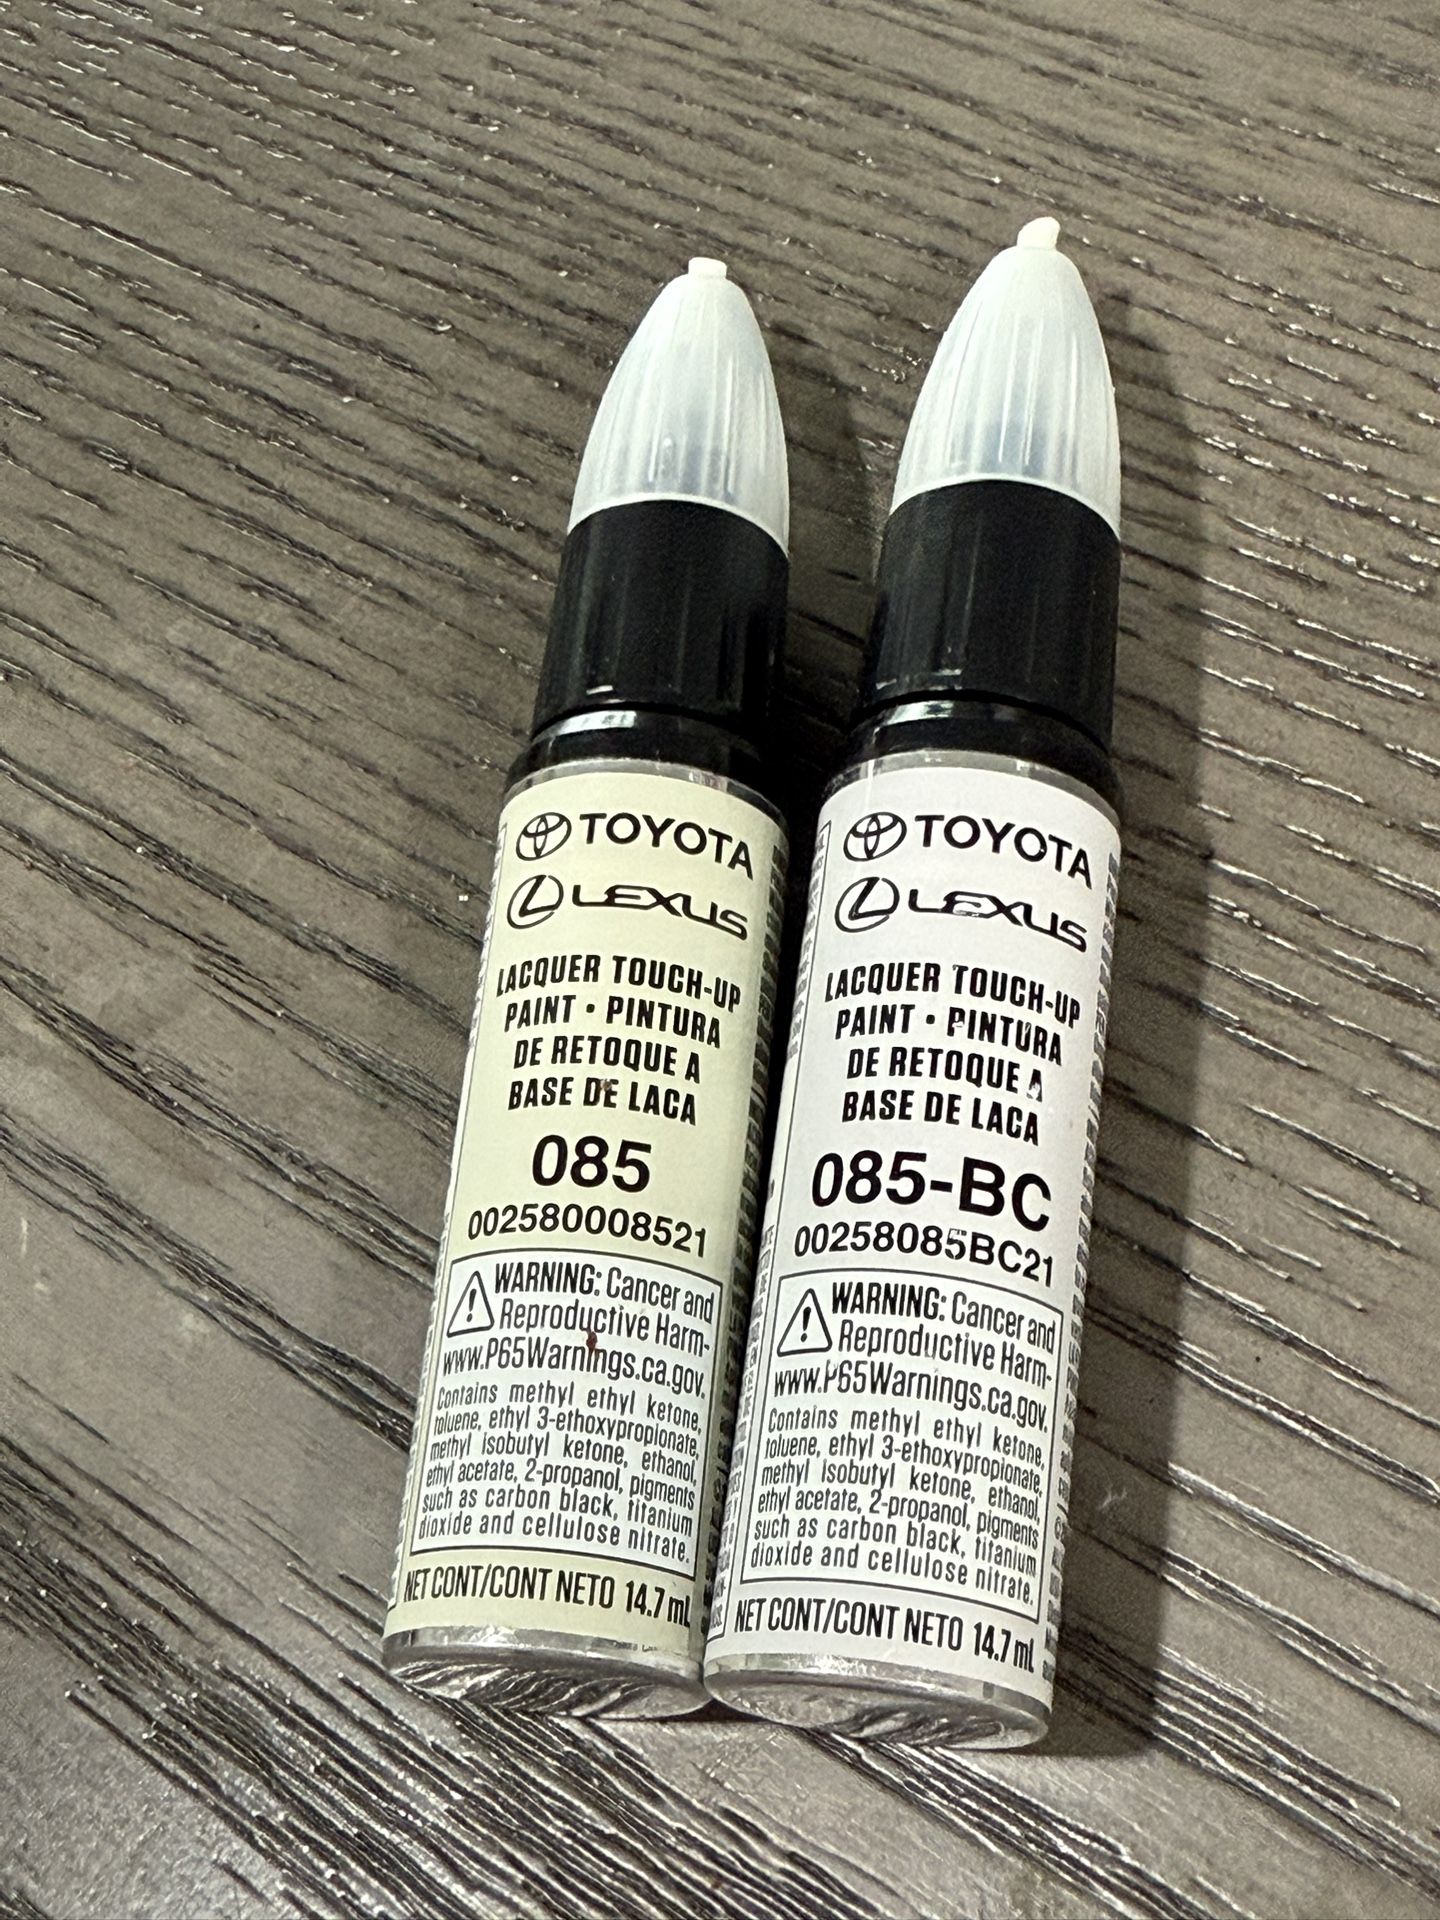 TOYOTA
LEXUS
LACQUER TOUCH-UP
PAINT • PINTURA
DE RETOQUE A
BASE DE LACA
085
002580008521
WARNING: Cancer and
Reproductive Harm-
www.P65Warnings.ca.gov.
Contains methyl ethyl ketone,
toluene, ethyl 3-ethoxypropionate,
methyl isobutyl ketone, ethanol,
ethyl acetate, 2-propanol, pigments
such as carbon black, titanium
dioxide and cellulose nitrate.
NET CONT/CONT NETO 14.7 mL
TOYOTA
LEXUS
LACQUER TOUCH-UP
PAINT • PINTURA
DE RETOQUE A
BASE DE LACA
085-BC
00258085BC21
WARNING: Cancer and
Reproductive Harm-
www.P65Warnings.ca.gov.
Contains methyl ethyl ketone,
toluene, ethyl 3-ethoxypropionate,
methyl isobutyl ketone, ethanol,
ethyl acetate, 2-propanol, pigments
such as carbon black, titanium
dioxide and cellulose nitrate.
NET CONT/CONT NETO 14.7 mL